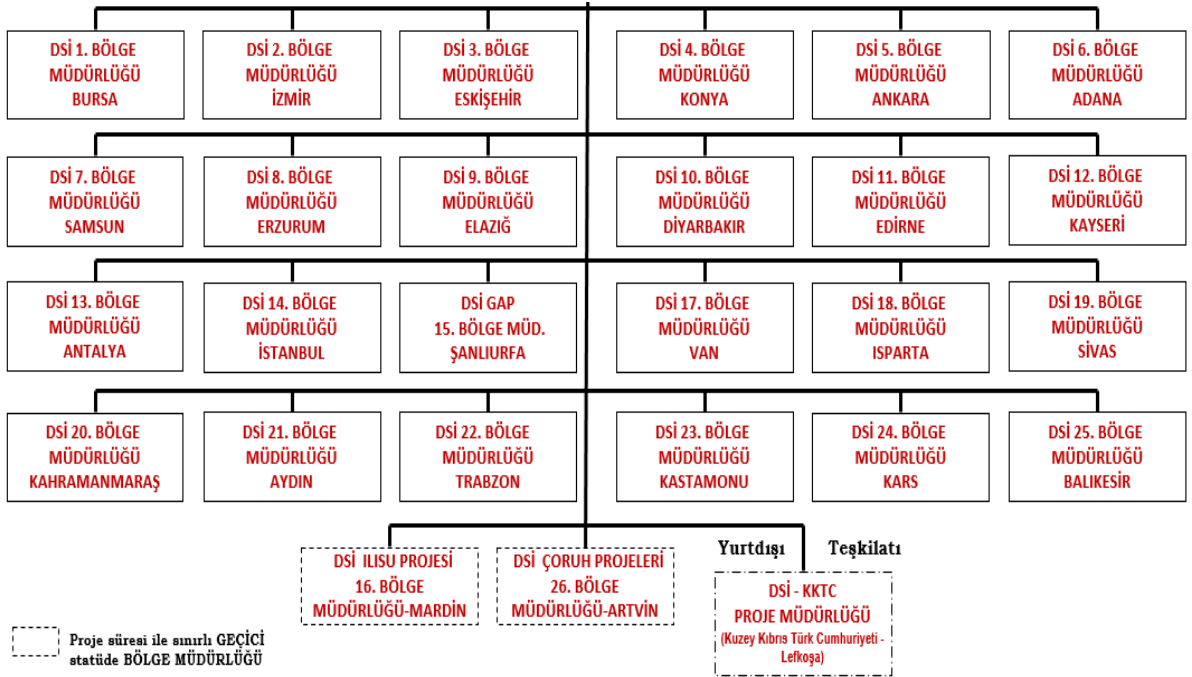 DSİ 1. BÖLGE
MÜDÜRLÜĞÜ
BURSA
DSİ 2. BÖLGE
MÜDÜRLÜĞÜ
İZMİR
DSİ 3. BÖLGE
MÜDÜRLÜĞÜ
ESKİŞEHİR
DSİ 4. BÖLGE
MÜDÜRLÜĞÜ
KONYA
DSİ 5. BÖLGE
MÜDÜRLÜĞÜ
ANKARA
DSİ 6. BÖLGE
MÜDÜRLÜĞÜ
ADANA
DSİ 7. BÖLGE
MÜDÜRLÜĞÜ
SAMSUN
DSİ 8. BÖLGE
MÜDÜRLÜĞÜ
ERZURUM
DSİ 9. BÖLGE
MÜDÜRLÜĞÜ
ELAZIĞ
DSİ 10. BÖLGE
MÜDÜRLÜĞÜ
DİYARBAKIR
DSİ 11. BÖLGE
MÜDÜRLÜĞÜ
EDİRNE
DSİ 12. BÖLGE
MÜDÜRLÜĞÜ
KAYSERİ
DSİ 13. BÖLGE
MÜDÜRLÜĞÜ
ANTALYA
DSİ 14. BÖLGE
MÜDÜRLÜĞÜ
İSTANBUL
DSİ GAP
15. BÖLGE MÜD.
ŞANLIURFA
DSİ 17. BÖLGE
MÜDÜRLÜĞÜ
VAN
DSİ 18. BÖLGE
MÜDÜRLÜĞÜ
ISPARTA
DSİ 19. BÖLGE
MÜDÜRLÜĞÜ
SİVAS
DSİ 20. BÖLGE
MÜDÜRLÜĞÜ
KAHRAMANMARAŞ
DSİ 21. BÖLGE
MÜDÜRLÜĞÜ
AYDIN
DSİ 22. BÖLGE
MÜDÜRLÜĞÜ
TRABZON
DSİ 23. BÖLGE
MÜDÜRLÜĞÜ
KASTAMONU
DSİ 24. BÖLGE
MÜDÜRLÜĞÜ
KARS
DSİ 25. BÖLGE
MÜDÜRLÜĞÜ
BALIKESİR
DSİ ILISU PROJESİ
16. BÖLGE
MÜDÜRLÜĞÜ-MARDİN
DSİ ÇORUH PROJELERİ
26. BÖLGE
MÜDÜRLÜĞÜ-ARTVİN
Yurtdışı Teşkilatı
DSİ - KKTC
PROJE MÜDÜRLÜĞÜ
(Kuzey Kıbrıs Türk Cumhuriyeti -
Lefkoşa)
Proje süresi ile sınırlı GEÇİCİ
statüde BÖLGE MÜDÜRLÜĞÜ